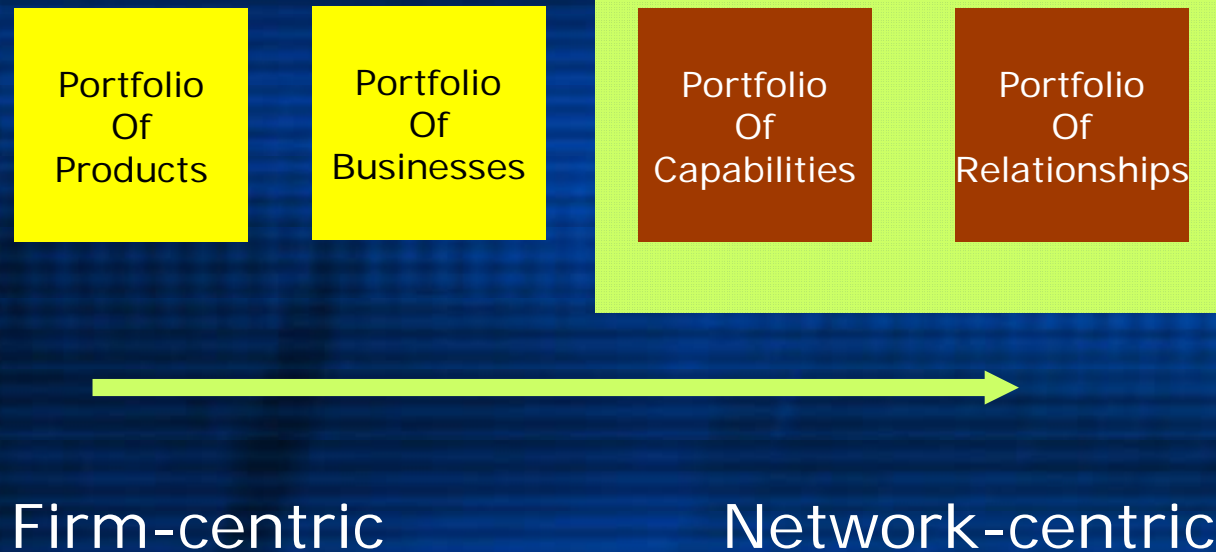 Portfolio
Of
Products
Portfolio
Of
Businesses
Portfolio
Of
Capabilities
Portfolio
Of
Relationships
Firm-centric
Network-centric